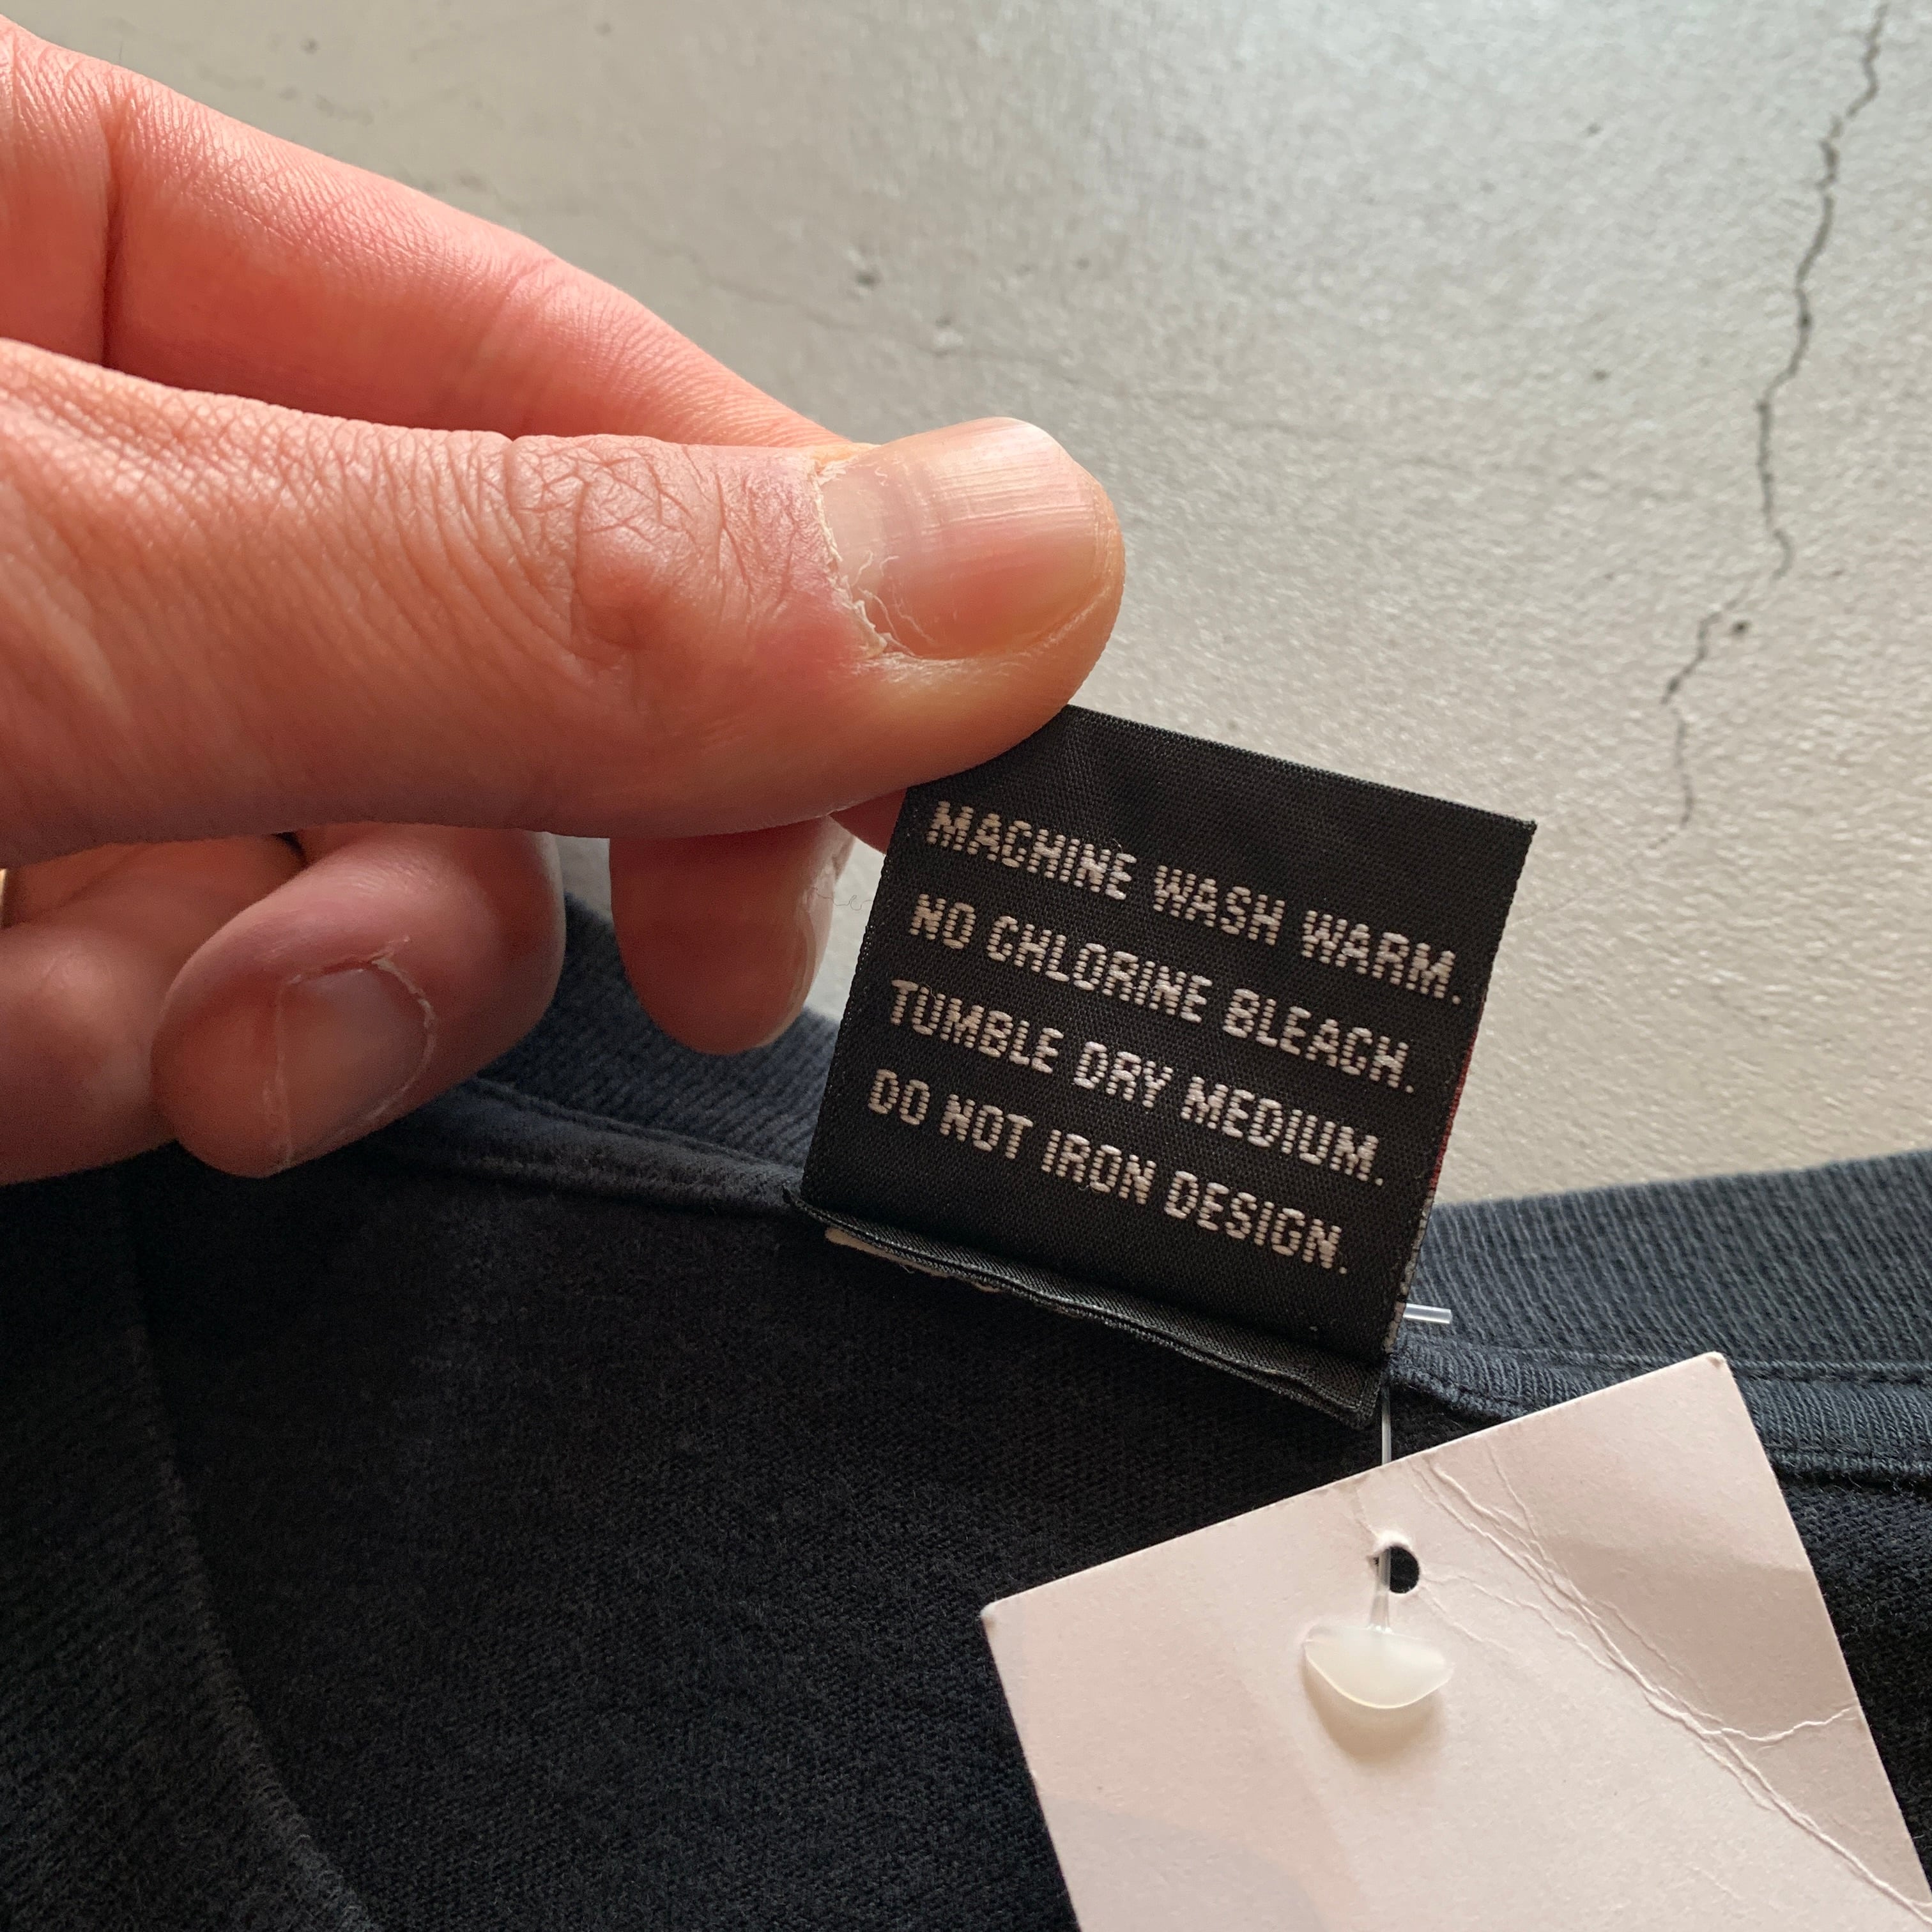 MACHINE WASH WARM.
NO CHLORINE BLEACH.
TUMBLE DRY MEDIUM.
DO NOT IRON DESIGN.